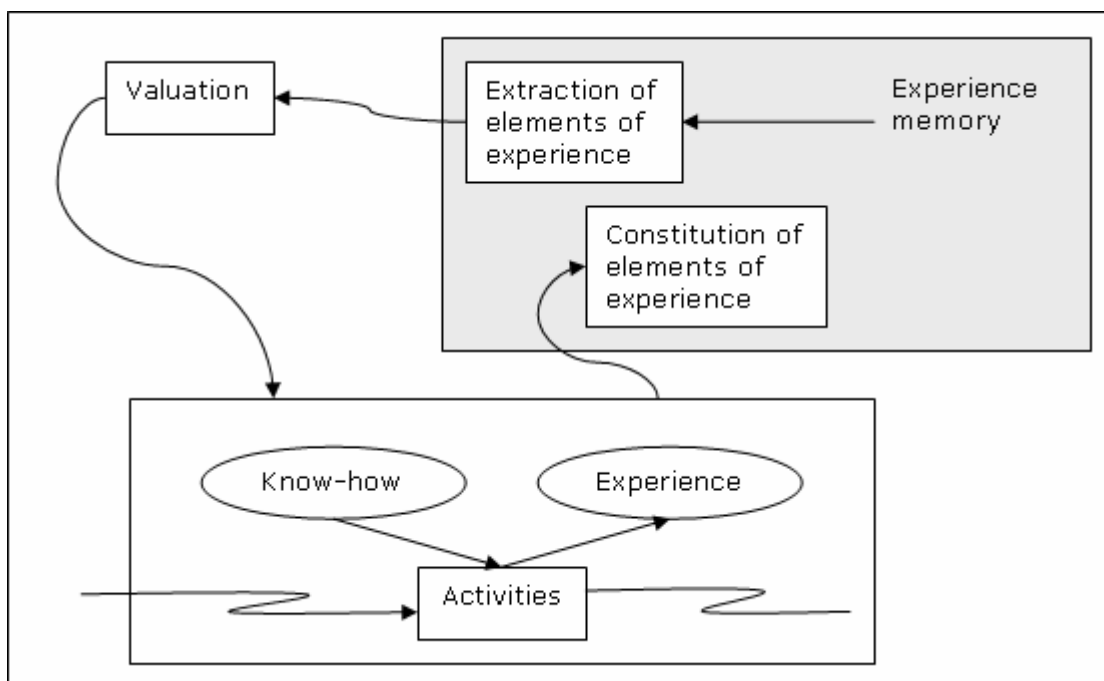 Valuation
Extraction of
elements of
experience
Experience
memory
Constitution of
elements of
experience
Know-how
Experience
Activities